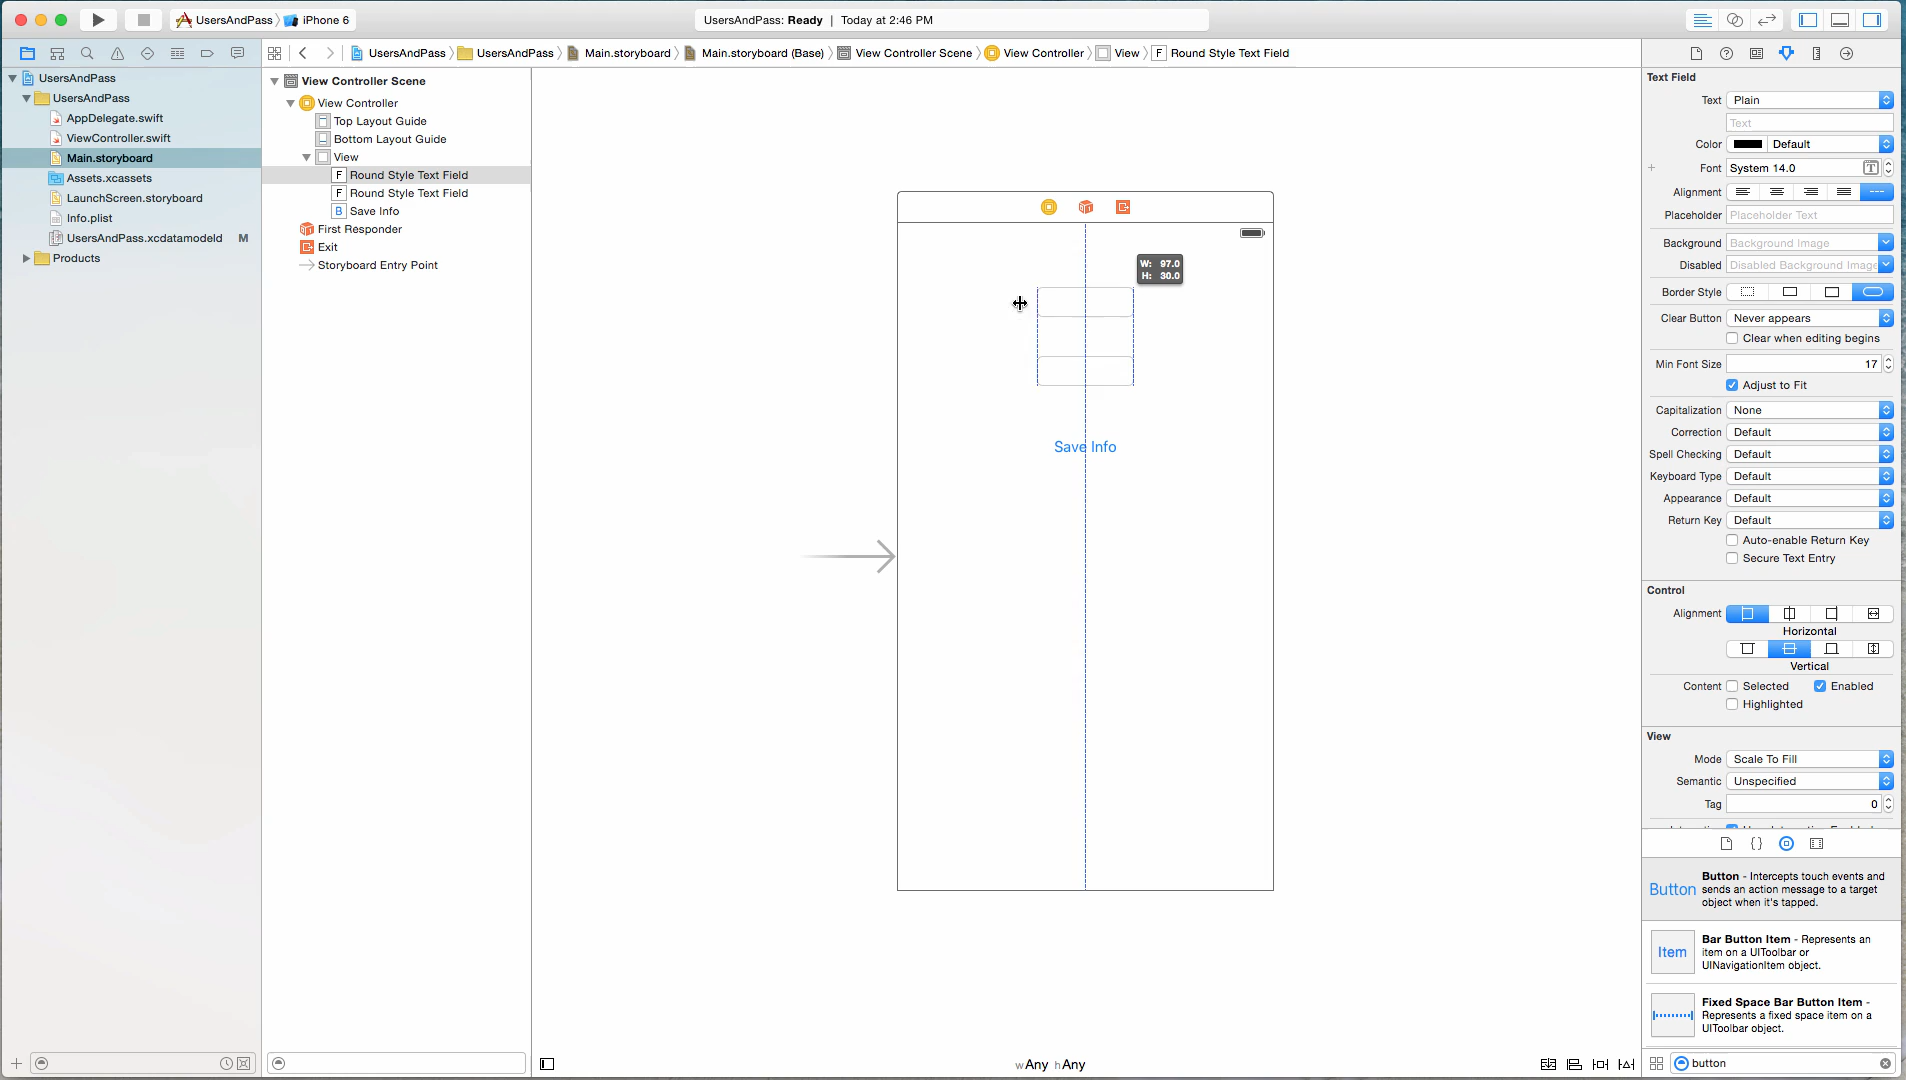 UsersAndPass iPhone 6
UsersAndPass: Ready | Today at 2:46 PM
UsersAndPass UsersAndPass Main.storyboard Main.storyboard (Base) View Controller Scene View Controller View F Round Style Text Field
UsersAndPass
UsersAndPass
AppDelegate.swift
ViewController.swift
Main.storyboard
Assets.xcassets
LaunchScreen.storyboard
Info.plist
UsersAndPass.xcdatamodeld M
Products
View Controller Scene
View Controller
Top Layout Guide
Bottom Layout Guide
View
F Round Style Text Field
F Round Style Text Field
B Save Info
First Responder
Exit
Storyboard Entry Point
W: 97.0
H: 30.0
Save Info
wAny hAny
Text Field
Text Plain
Text
Color Default
Font System 14.0 T
Alignment
Placeholder Placeholder Text
Background Background Image
Disabled Disabled Background Image
Border Style
Clear Button Never appears
Clear when editing begins
Min Font Size 17
Adjust to Fit
Capitalization None
Correction Default
Spell Checking Default
Keyboard Type Default
Appearance Default
Return Key Default
Auto-enable Return Key
Secure Text Entry
Control
Alignment
Horizontal
Vertical
Content Selected Enabled
Highlighted
View
Mode Scale To Fill
Semantic Unspecified
Tag 0
Button
Button - Intercepts touch events and
sends an action message to a target
object when it's tapped.
Item
Bar Button Item - Represents an
item on a UIToolbar or
UINavigationItem object.
Fixed Space Bar Button Item -
Represents a fixed space item on a
UIToolbar object.
button